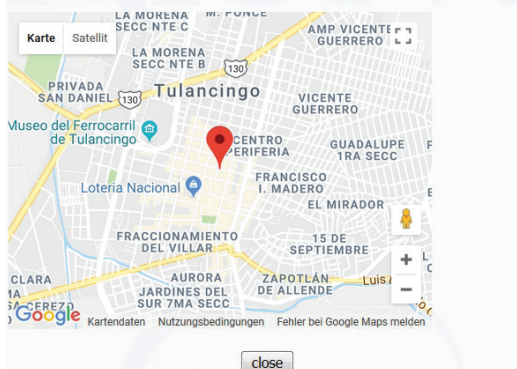 LA MORENA
SECC NTE C
M. PONCE
AMP VICENTE
GUERRERO
Karte
Satellit
LA MORENA
SECC NTE B
130
PRIVADA
SAN DANIEL
130
Tulancingo
VICENTE
GUERRERO
Museo del Ferrocarril
de Tulancingo
CENTRO
PERIFERIA
GUADALUPE
1RA SECC
Loteria Nacional
FRANCISCO
I. MADERO
EL MIRADOR
FRACCIONAMIENTO
DEL VILLAR
15 DE
SEPTIEMBRE
CLARA
AURORA
JARDINES DEL
SUR 7MA SECC
ZAPOTLÁN
DE ALLENDE
Luis
Google
Kartendaten
Nutzungsbedingungen
Fehler bei Google Maps melden
close